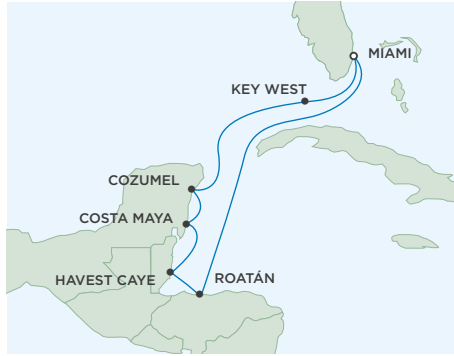 MIAMI
KEY WEST
COZUMEL
COSTA MAYA
HAVEST CAYE
ROATÁN